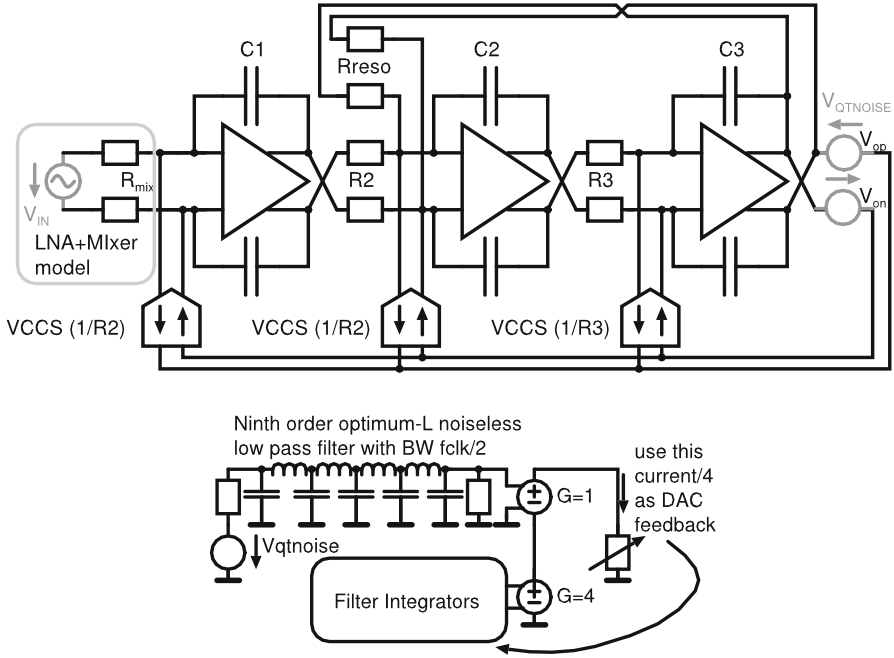 C1
C2
C3
Rreso
VQTNOISE
Vop
Rmix
R2
R3
Von
VIN
LNA+MIxer
model
VCCS (1/R2)
VCCS (1/R2)
VCCS (1/R3)
Ninth order optimum-L noiseless
low pass filter with BW fclk/2
use this
current/4
as DAC
feedback
G=1
Vqtnoise
Filter Integrators
G=4